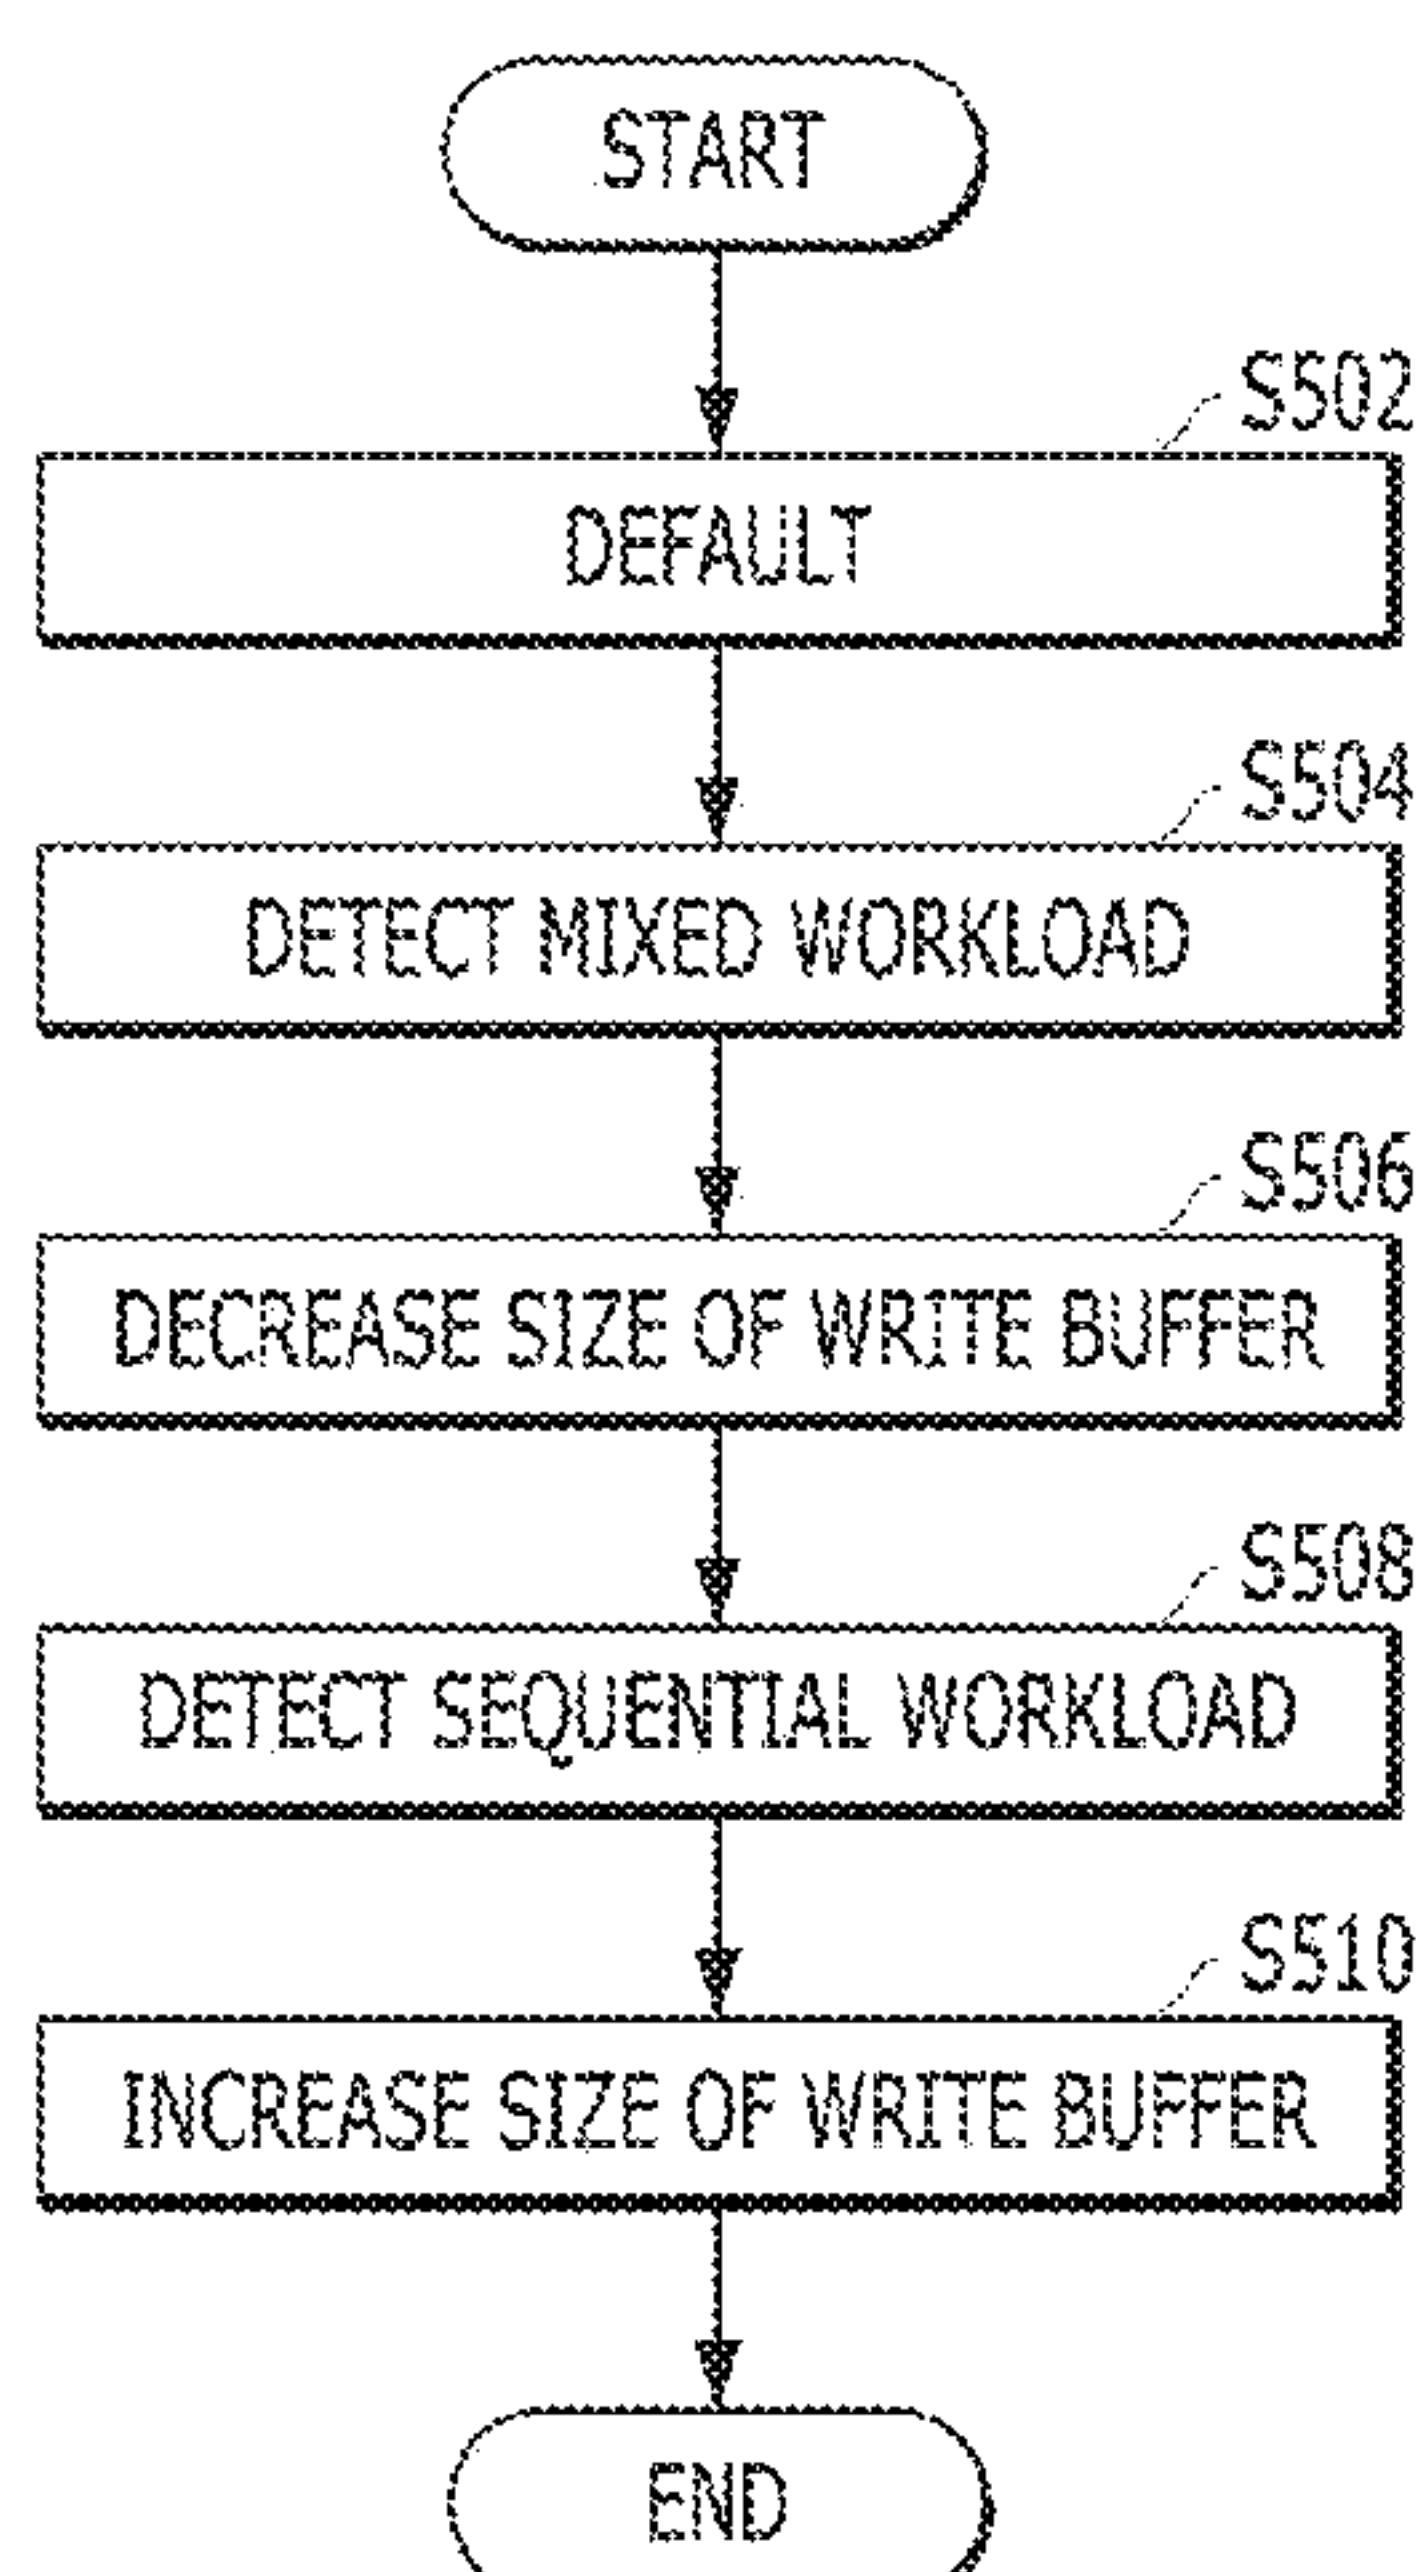 START
S502
DEFAULT
S504
DETECT MIXED WORKLOAD
S506
DECREASE SIZE OF WRITE BUFFER
S508
DETECT SEQUENTIAL WORKLOAD
S510
INCREASE SIZE OF WRITE BUFFER
END